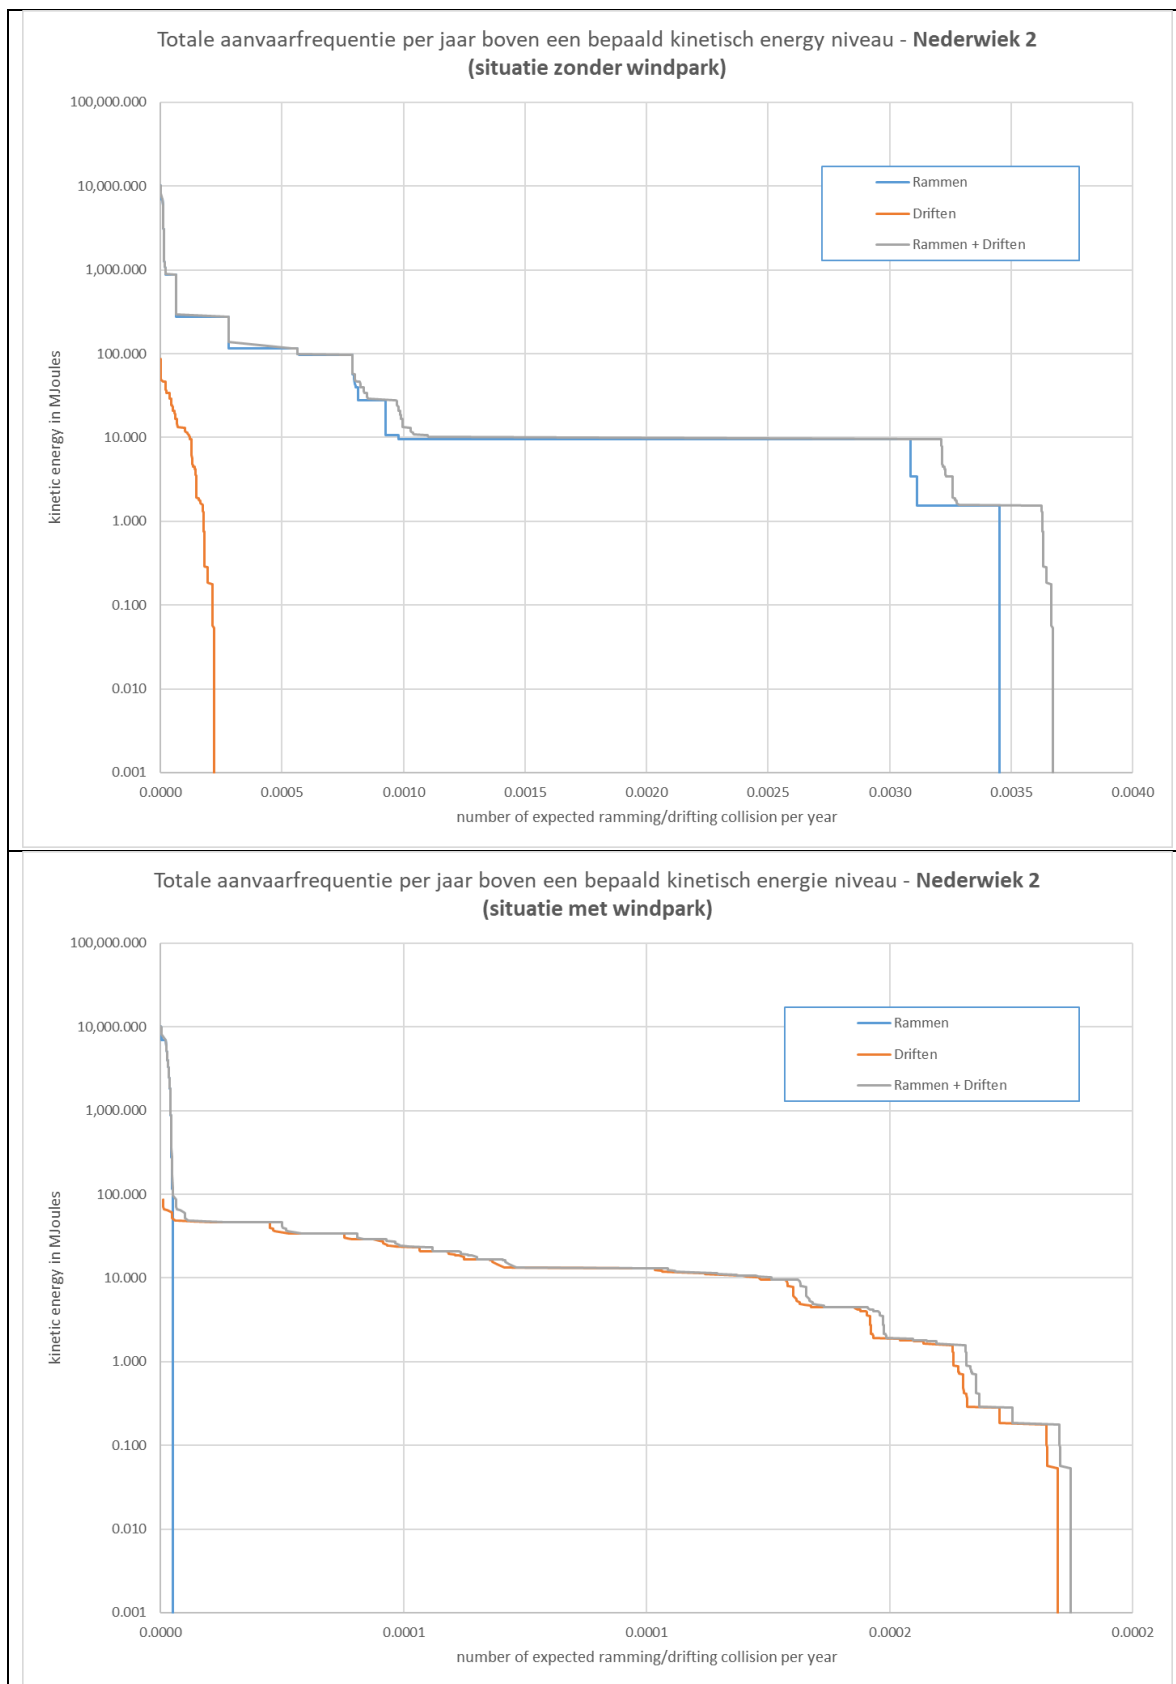 Totale aanvaarfrequentie per jaar boven een bepaald kinetisch energy niveau - Nederwiek 2
(situatie zonder windpark)
100,000.000
10,000.000
1,000.000
100.000
10.000
1.000
0.100
0.010
0.001
kinetic energy in MJoules
Rammen
Driften
Rammen + Driften
0.0000 0.0005 0.0010 0.0015 0.0020 0.0025 0.0030 0.0035 0.0040
number of expected ramming/drifting collision per year
Totale aanvaarfrequentie per jaar boven een bepaald kinetisch energie niveau - Nederwiek 2
(situatie met windpark)
100,000.000
10,000.000
1,000.000
100.000
10.000
1.000
0.100
0.010
0.001
kinetic energy in MJoules
Rammen
Driften
Rammen + Driften
0.0000 0.0001 0.0001 0.0002 0.0002
number of expected ramming/drifting collision per year